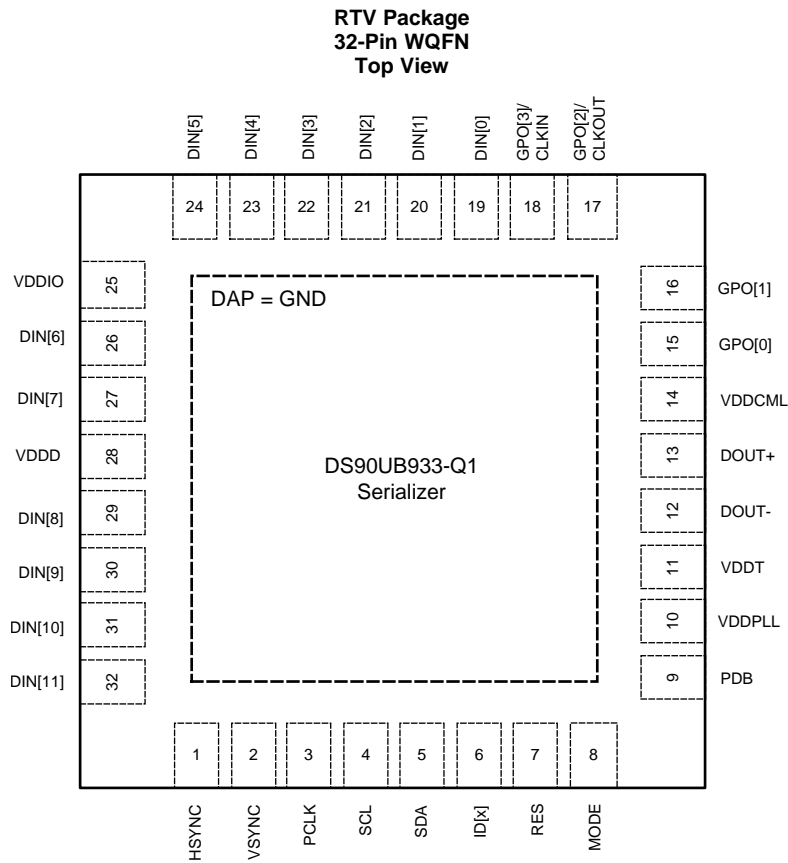 RTV Package
32-Pin WQFN
Top View
DIN[5]
DIN[4]
DIN[3]
DIN[2]
DIN[1]
DIN[0]
GPO[3]/
CLKIN
GPO[2]/
CLKOUT
24
23
22
21
20
19
18
17
VDDIO
25
DIN[6]
26
DIN[7]
27
VDDD
28
DIN[8]
29
DIN[9]
30
DIN[10]
31
DIN[11]
32
DAP = GND
DS90UB933-Q1
Serializer
16
GPO[1]
15
GPO[0]
14
VDDCML
13
DOUT+
12
DOUT-
11
VDDT
10
VDDPLL
9
PDB
1
2
3
4
5
6
7
8
HSYNC
VSYNC
PCLK
SCL
SDA
ID[x]
RES
MODE